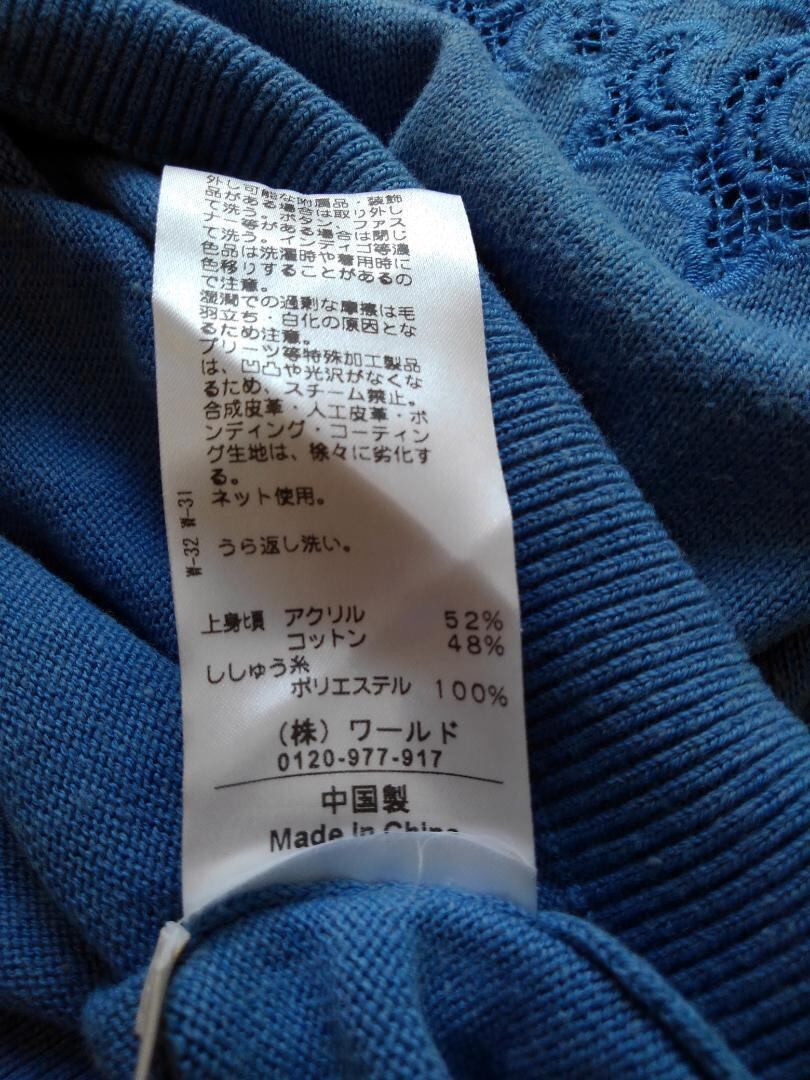 外し可能な附属品・装飾
品がある場合は取り外し
て洗う。ボタン、ファス
ナー等がある場合は閉じ
て洗う。インディゴ等濃
色品は洗濯時や着用時に
色移りすることがあるの
で注意。
湿潤での過剰な摩擦は毛
羽立ち・白化の原因とな
るため注意。
プリーツ等特殊加工製品
は、凹凸や光沢がなくな
るため、スチーム禁止。
合成皮革・人工皮革・ボ
ンディング・コーティン
グ生地は、徐々に劣化す
る。
ネット使用。
W-32 W-31
うら返し洗い。
上身頃 アクリル 52%
コットン 48%
ししゅう糸
ポリエステル 100%
(株) ワールド
0120-977-917
中国製
Made in China